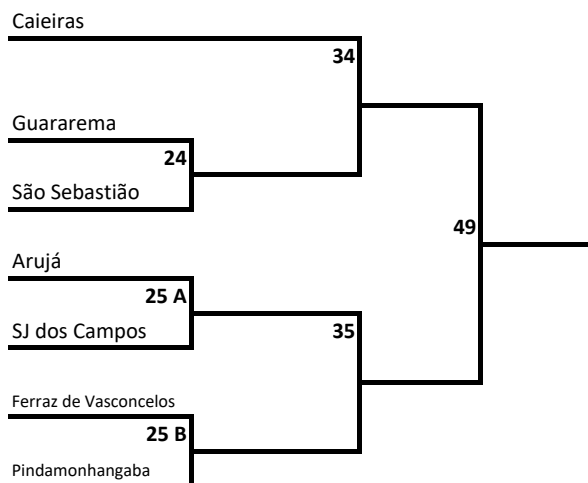 Caieiras
34
Guararema
24
São Sebastião
49
Arujá
25 A
SJ dos Campos
35
Ferraz de Vasconcelos
25 B
Pindamonhangaba